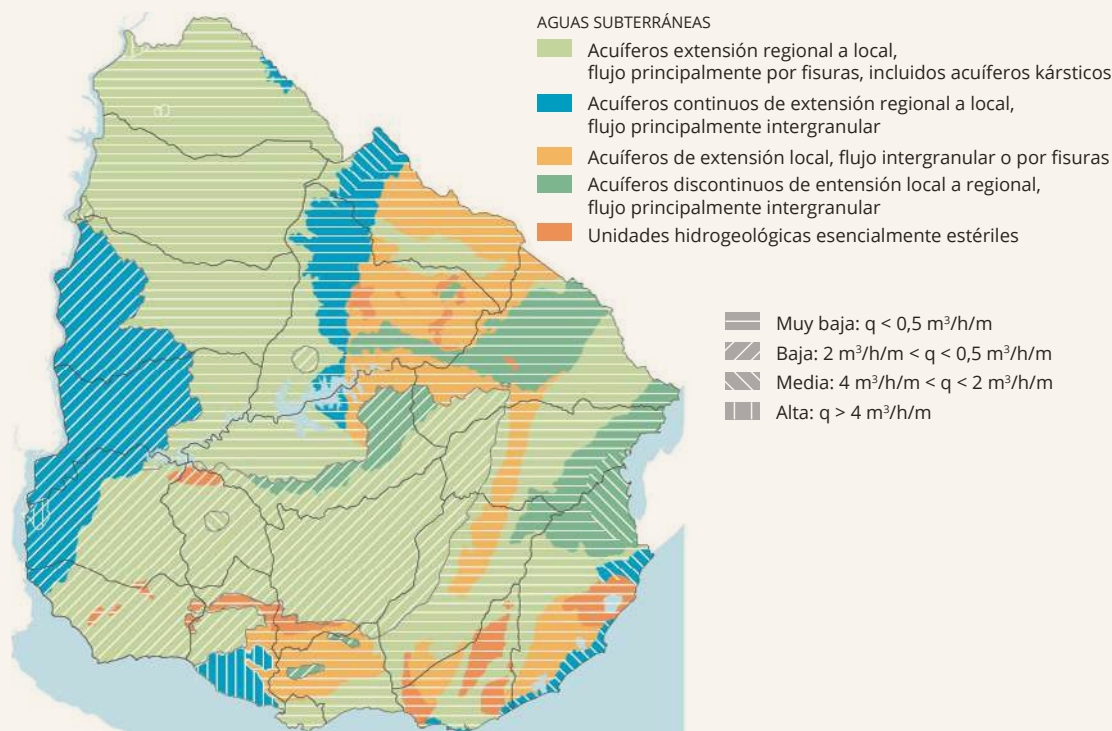 AGUAS SUBTERRÁNEAS
Acuíferos extensión regional a local,
flujo principalmente por fisuras, incluidos acuíferos kársticos
Acuíferos continuos de extensión regional a local,
flujo principalmente intergranular
Acuíferos de extensión local, flujo intergranular o por fisuras
Acuíferos discontinuos de entensión local a regional,
flujo principalmente intergranular
Unidades hidrogeológicas esencialmente estériles
Muy baja: q < 0,5 m³/h/m
Baja: 2 m³/h/m < q < 0,5 m³/h/m
Media: 4 m³/h/m < q < 2 m³/h/m
Alta: q > 4 m³/h/m